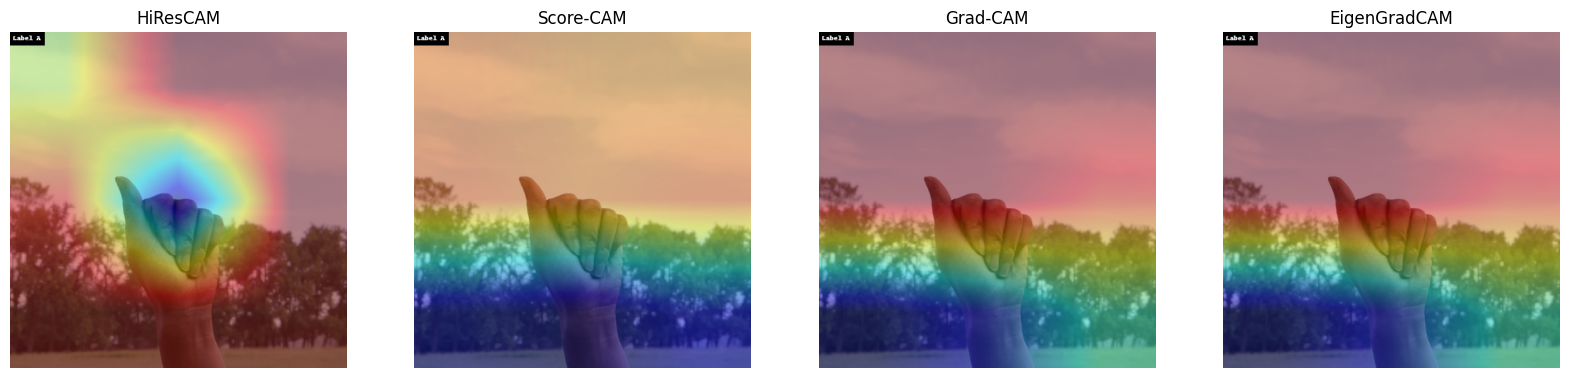 HiResCAM
Score-CAM
Grad-CAM
EigenGradCAM
Label A
Label A
Label A
Label A